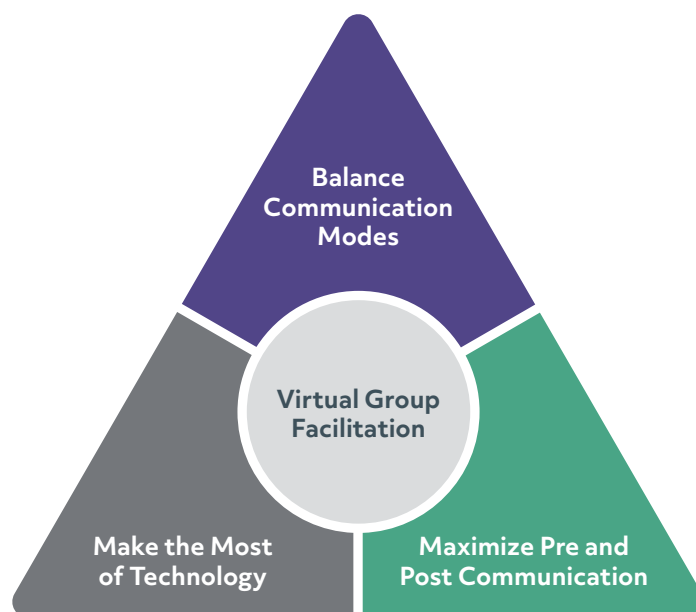 Balance
Communication
Modes
Virtual Group
Facilitation
Make the Most
of Technology
Maximize Pre and
Post Communication